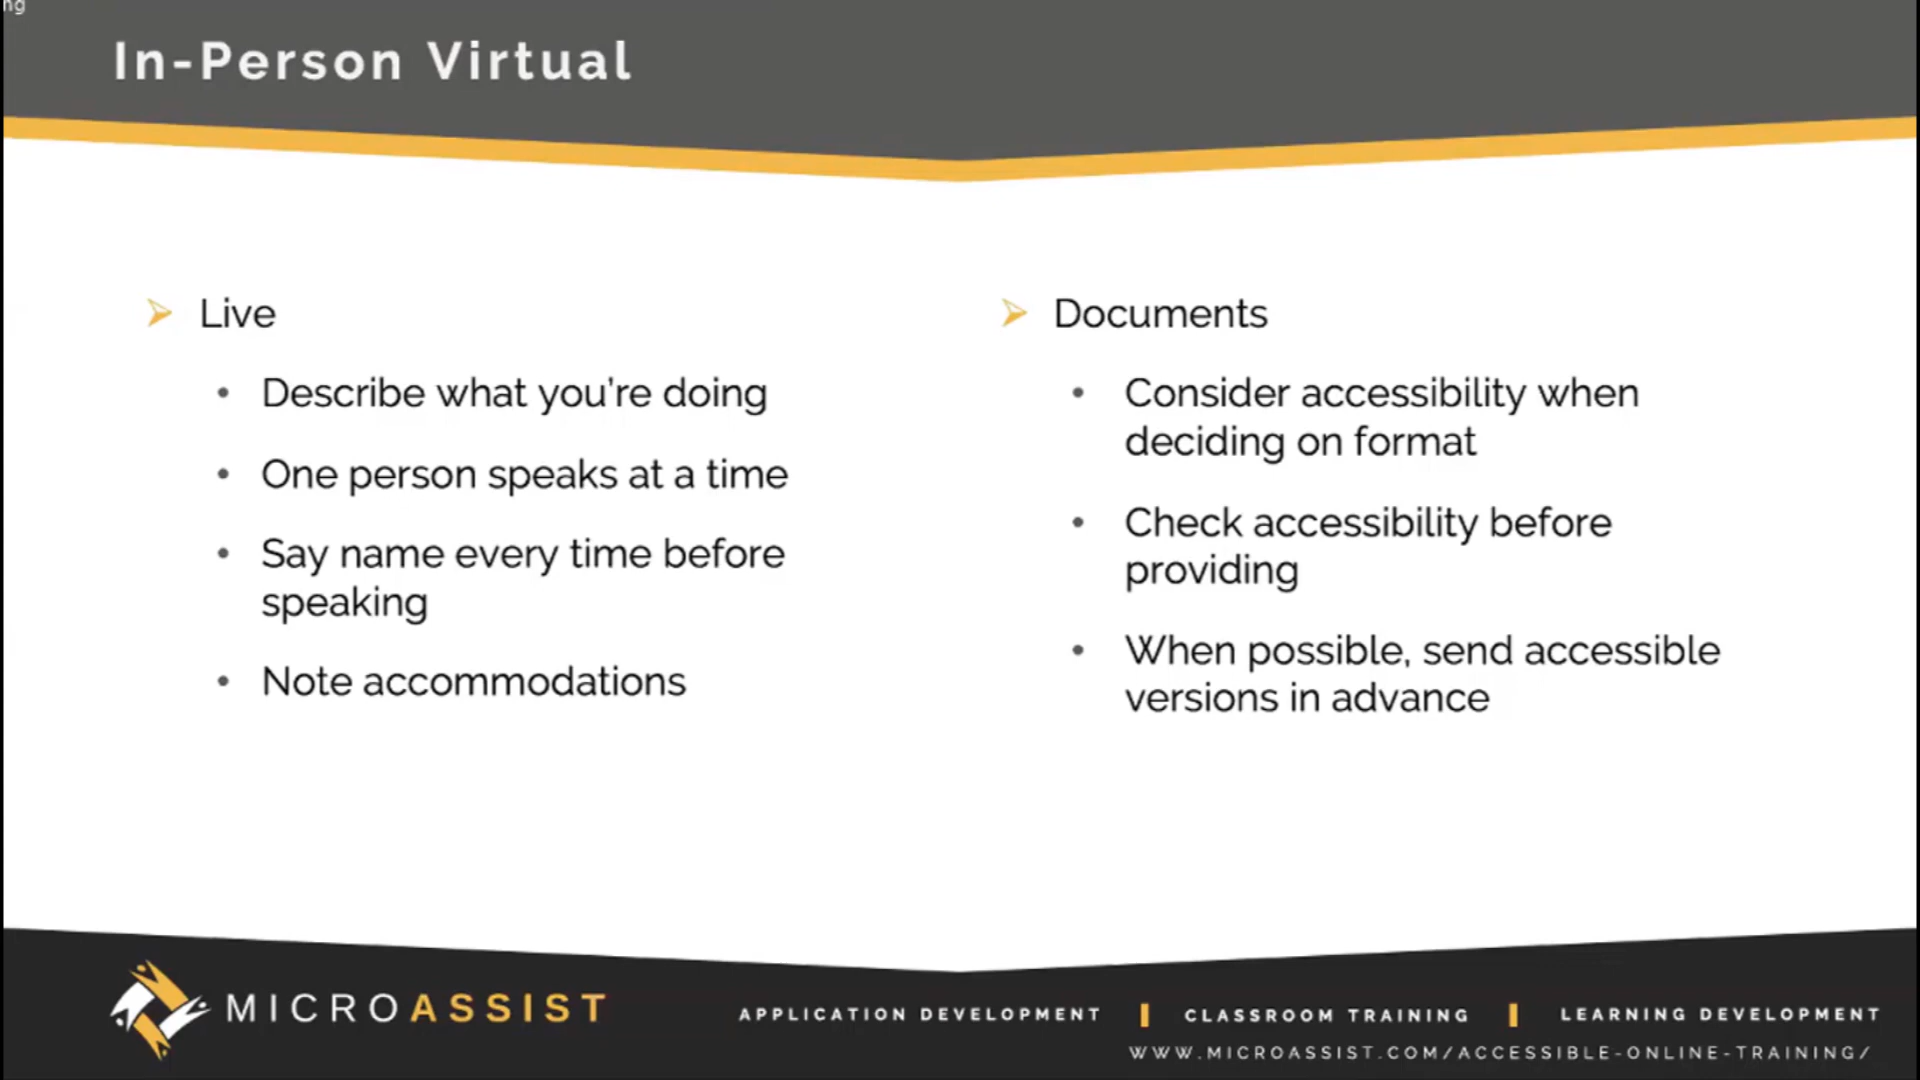 ng
In-Person Virtual
Live
Describe what you're doing
One person speaks at a time
Say name every time before
speaking
Note accommodations
Documents
Consider accessibility when
deciding on format
Check accessibility before
providing
When possible, send accessible
versions in advance
MICROASSIST
APPLICATION DEVELOPMENT
CLASSROOM TRAINING
LEARNING DEVELOPMENT
WWW.MICROASSIST.COM/ACCESSIBLE-ONLINE-TRAINING/